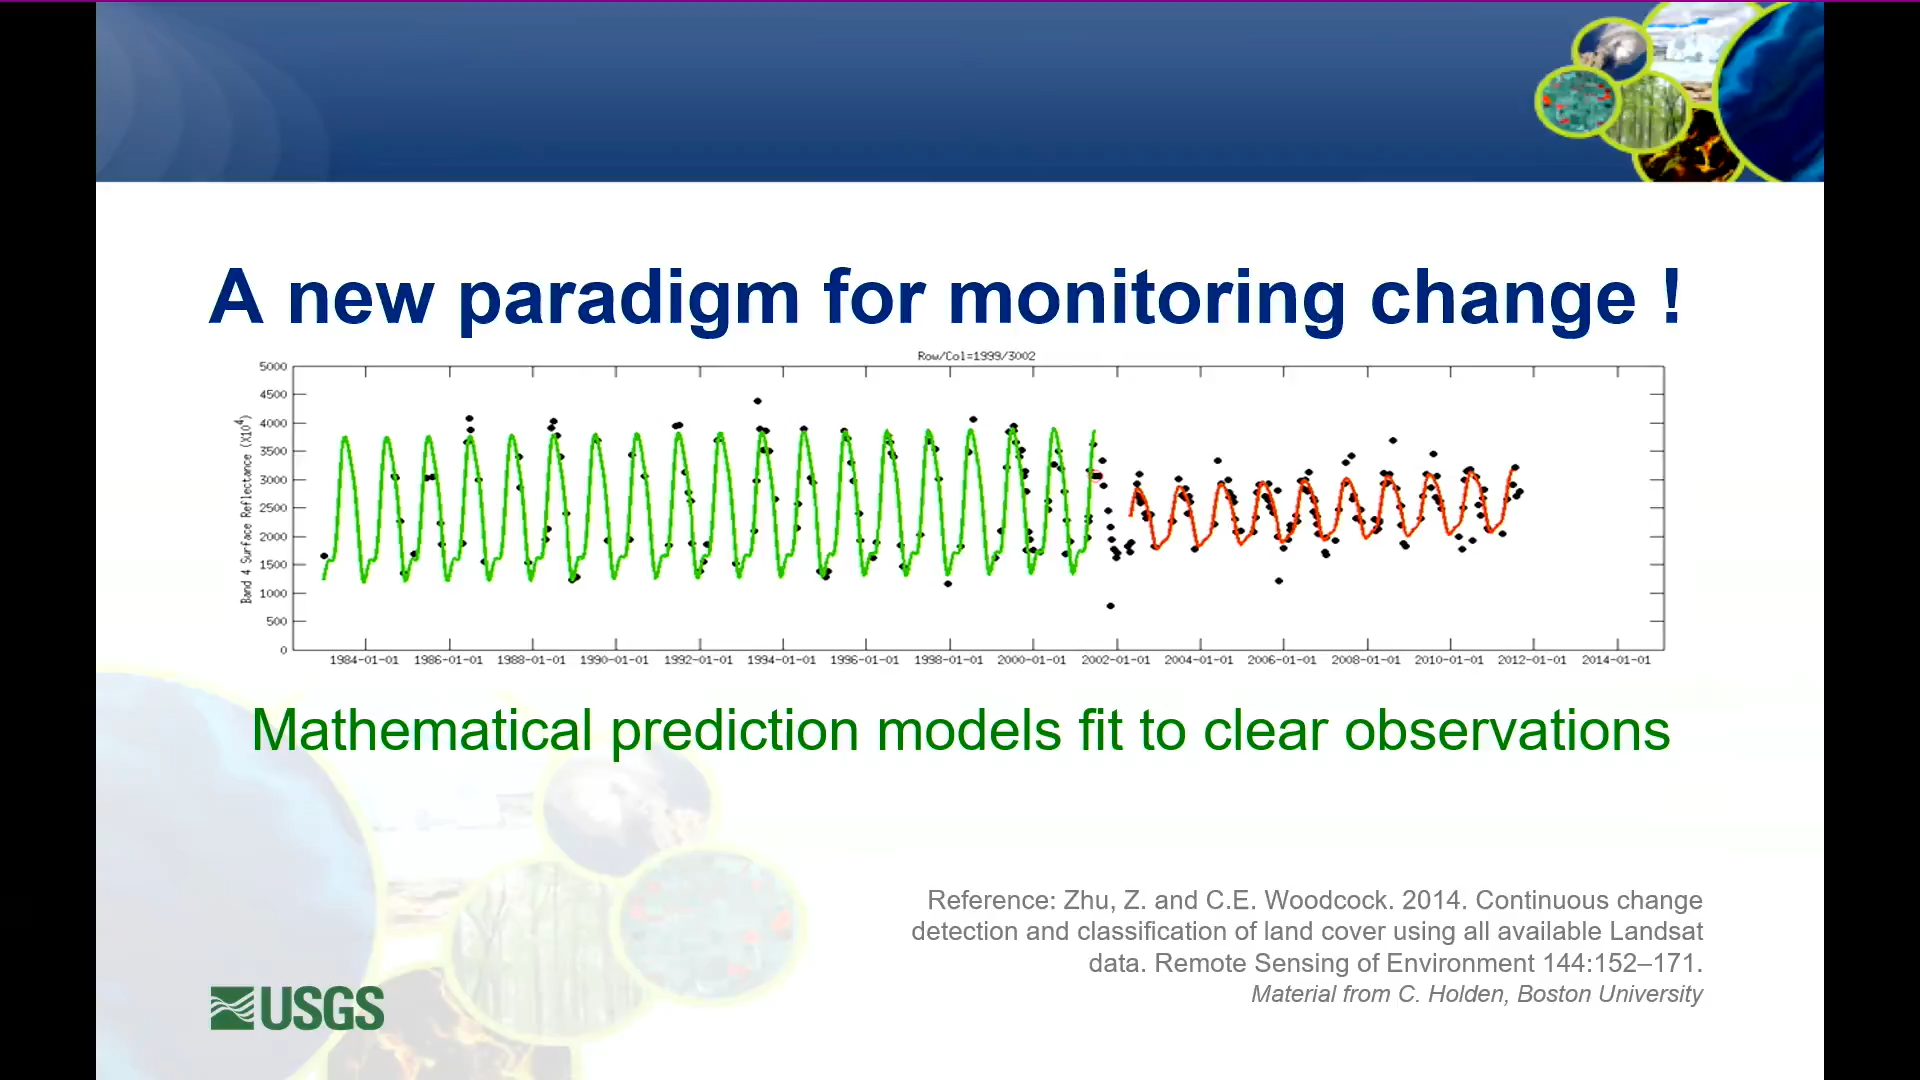 A new paradigm for monitoring change !
Row/Col=1999/3002
Band 4 Surface Reflectance (X10⁴)
5000
4500
4000
3500
3000
2500
2000
1500
1000
500
0
1984-01-01 1986-01-01 1988-01-01 1990-01-01 1992-01-01 1994-01-01 1996-01-01 1998-01-01 2000-01-01 2002-01-01 2004-01-01 2006-01-01 2008-01-01 2010-01-01 2012-01-01 2014-01-01
Mathematical prediction models fit to clear observations
Reference: Zhu, Z. and C.E. Woodcock. 2014. Continuous change
detection and classification of land cover using all available Landsat
data. Remote Sensing of Environment 144:152–171.
Material from C. Holden, Boston University
USGS